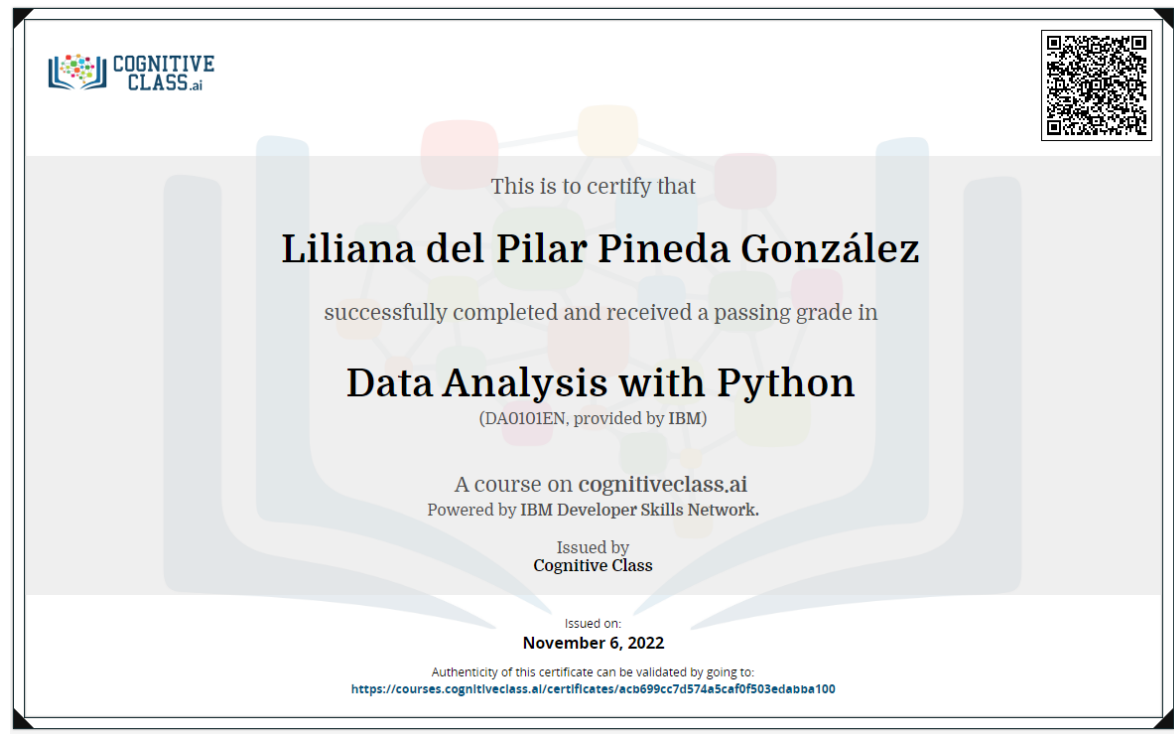 COGNITIVE
CLASS.ai
This is to certify that
Liliana del Pilar Pineda González
successfully completed and received a passing grade in
Data Analysis with Python
(DA0101EN, provided by IBM)
A course on cognitiveclass.ai
Powered by IBM Developer Skills Network.
Issued by
Cognitive Class
Issued on:
November 6, 2022
Authenticity of this certificate can be validated by going to:
https://courses.cognitiveclass.ai/certificates/acb699cc7d574a5caf0f503edabba100